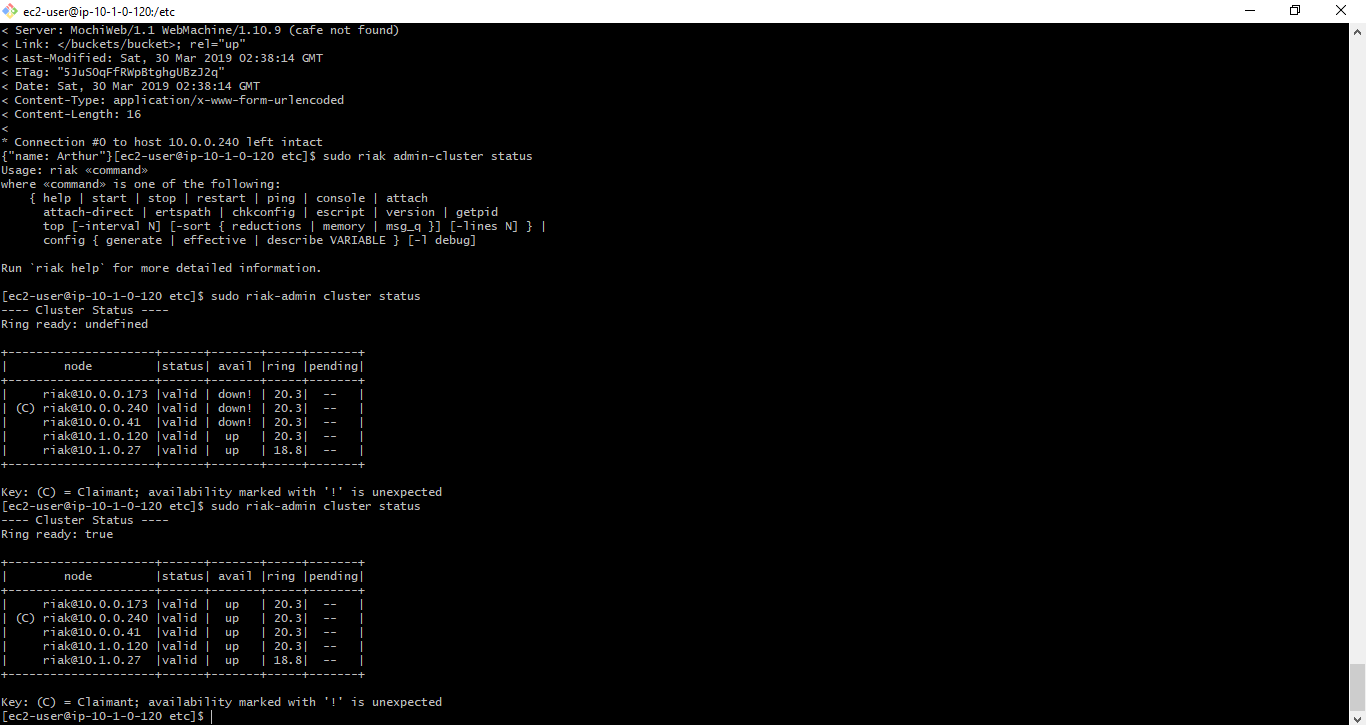 ec2-user@ip-10-1-0-120:/etc
< Server: MochiWeb/1.1 WebMachine/1.10.9 (cafe not found)
< Link: </buckets/bucket>; rel="up"
< Last-Modified: Sat, 30 Mar 2019 02:38:14 GMT
< ETag: "5JuSOqFfRWpBtghgUBzJ2q"
< Date: Sat, 30 Mar 2019 02:38:14 GMT
< Content-Type: application/x-www-form-urlencoded
< Content-Length: 16
<
* Connection #0 to host 10.0.0.240 left intact
{"name: Arthur"}[ec2-user@ip-10-1-0-120 etc]$ sudo riak admin-cluster status
Usage: riak «command»
where «command» is one of the following:
    { help | start | stop | restart | ping | console | attach
      attach-direct | ertspath | chkconfig | escript | version | getpid
      top [-interval N] [-sort { reductions | memory | msg_q }] [-lines N] } |
      config { generate | effective | describe VARIABLE } [-l debug]
Run `riak help` for more detailed information.
[ec2-user@ip-10-1-0-120 etc]$ sudo riak-admin cluster status
---- Cluster Status ----
Ring ready: undefined
+---------------------+------+-------+-----+-------+
|        node         |status| avail |ring |pending|
+---------------------+------+-------+-----+-------+
|     riak@10.0.0.173 |valid | down! | 20.3|  --   |
| (C) riak@10.0.0.240 |valid | down! | 20.3|  --   |
|     riak@10.0.0.41  |valid | down! | 20.3|  --   |
|     riak@10.1.0.120 |valid |  up   | 20.3|  --   |
|     riak@10.1.0.27  |valid |  up   | 18.8|  --   |
+---------------------+------+-------+-----+-------+
Key: (C) = Claimant; availability marked with '!' is unexpected
[ec2-user@ip-10-1-0-120 etc]$ sudo riak-admin cluster status
---- Cluster Status ----
Ring ready: true
+---------------------+------+-------+-----+-------+
|        node         |status| avail |ring |pending|
+---------------------+------+-------+-----+-------+
|     riak@10.0.0.173 |valid |  up   | 20.3|  --   |
| (C) riak@10.0.0.240 |valid |  up   | 20.3|  --   |
|     riak@10.0.0.41  |valid |  up   | 20.3|  --   |
|     riak@10.1.0.120 |valid |  up   | 20.3|  --   |
|     riak@10.1.0.27  |valid |  up   | 18.8|  --   |
+---------------------+------+-------+-----+-------+
Key: (C) = Claimant; availability marked with '!' is unexpected
[ec2-user@ip-10-1-0-120 etc]$